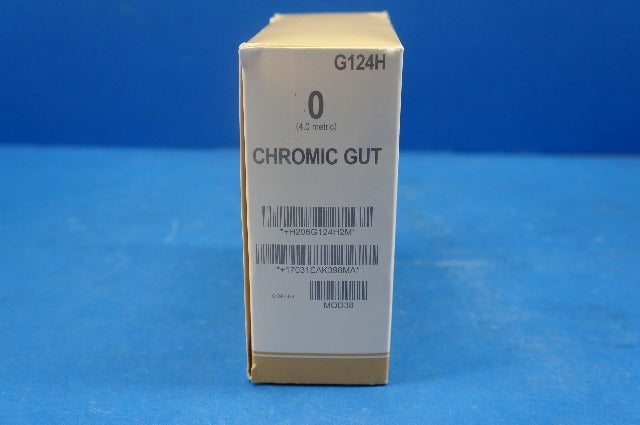 G124H
0
(4.0 metric)
CHROMIC GUT
*+H206G124H2M*
*+17031EAK398MA*
MOD38